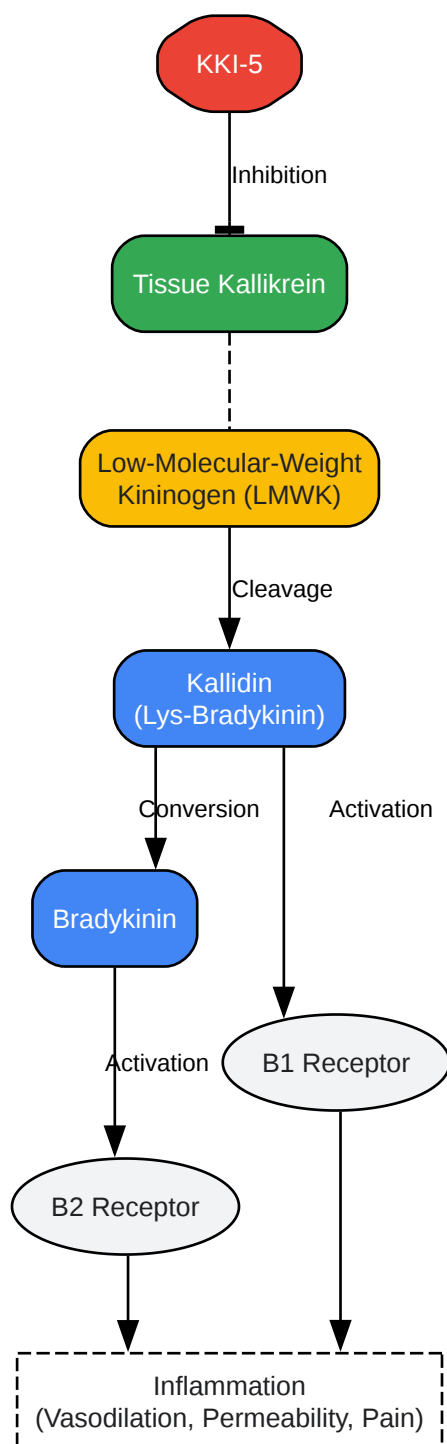 KKI-5
Inhibition
Tissue Kallikrein
Low-Molecular-Weight
Kininogen (LMWK)
Cleavage
Kallidin
(Lys-Bradykinin)
Conversion
Activation
Bradykinin
Activation
B1 Receptor
B2 Receptor
Inflammation
(Vasodilation, Permeability, Pain)